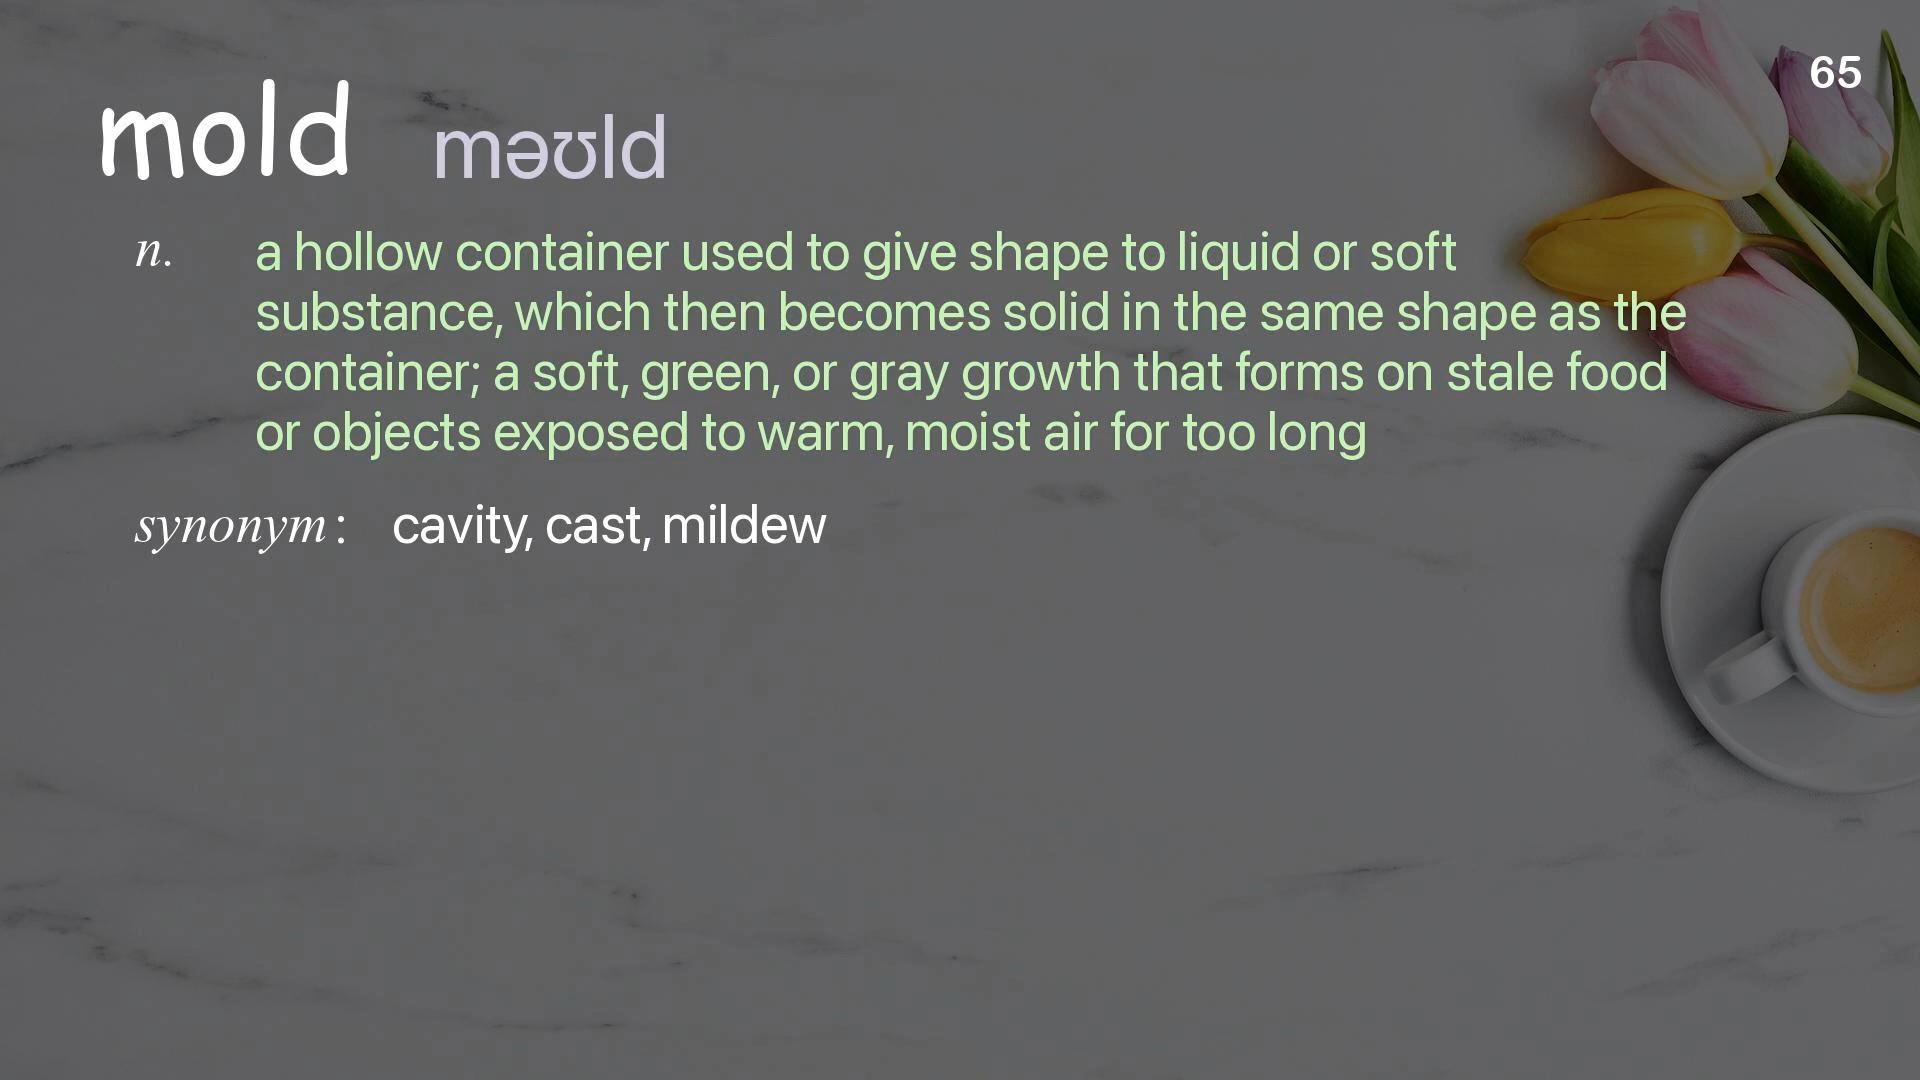 65
mold məʊld
n. a hollow container used to give shape to liquid or soft
substance, which then becomes solid in the same shape as the
container; a soft, green, or gray growth that forms on stale food
or objects exposed to warm, moist air for too long
synonym: cavity, cast, mildew